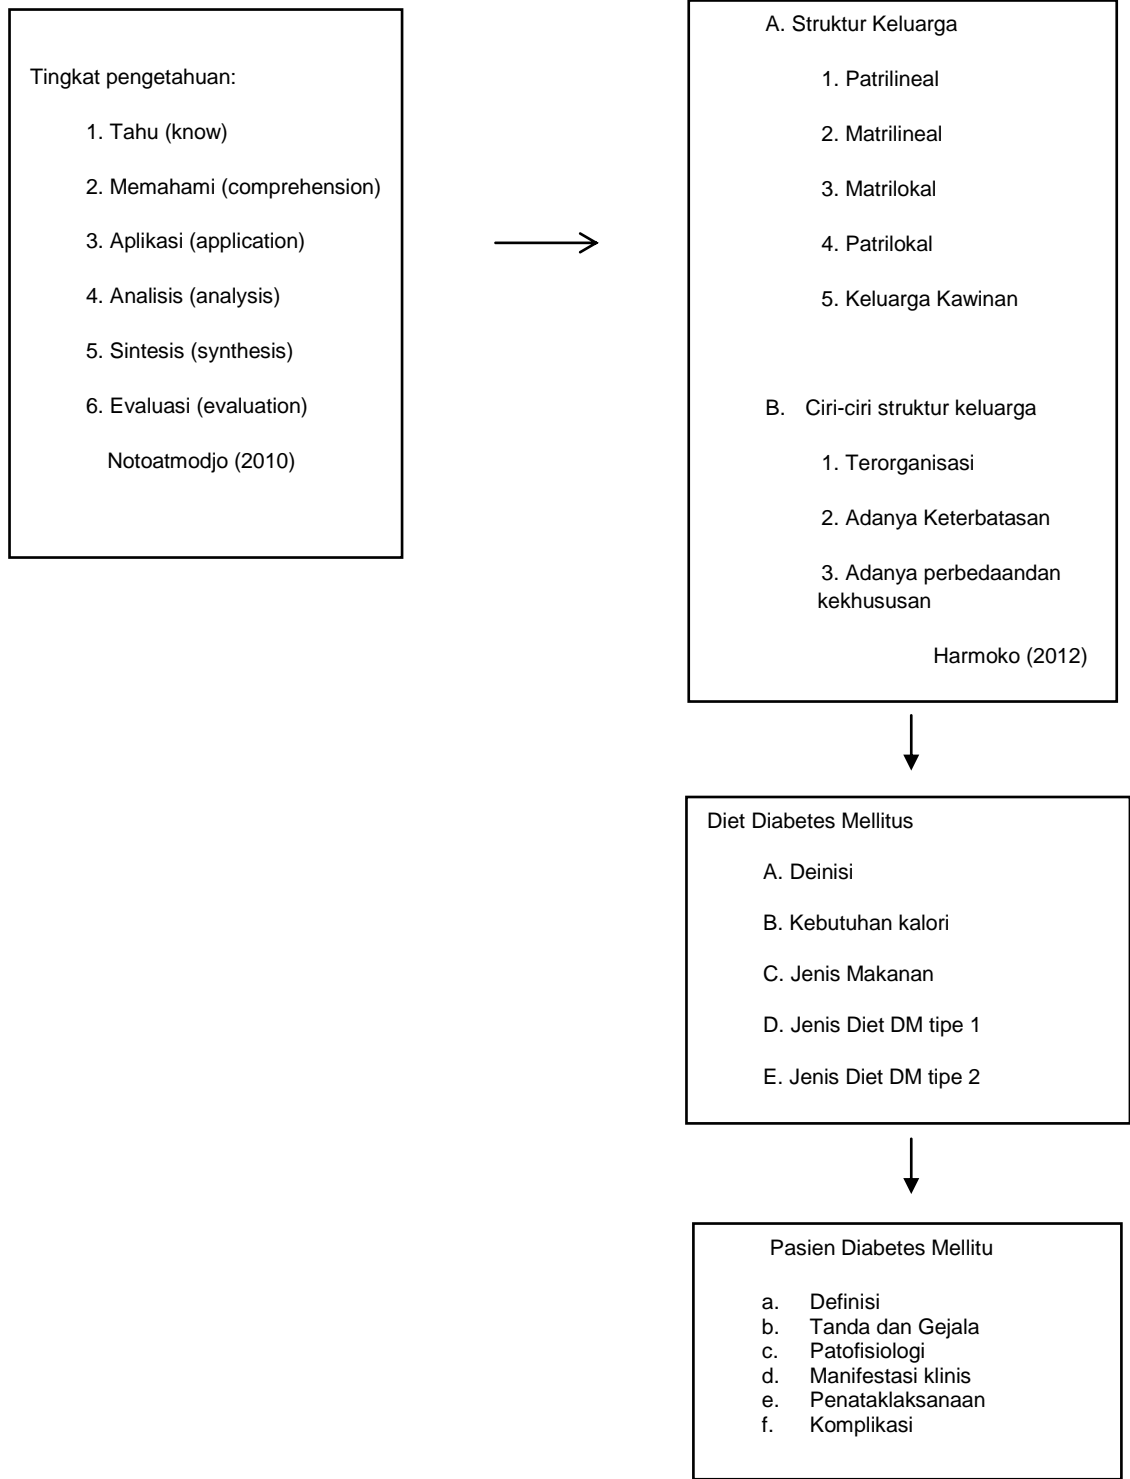 Tingkat pengetahuan:
1. Tahu (know)
2. Memahami (comprehension)
3. Aplikasi (application)
4. Analisis (analysis)
5. Sintesis (synthesis)
6. Evaluasi (evaluation)
Notoatmodjo (2010)
A. Struktur Keluarga
1. Patrilineal
2. Matrilineal
3. Matrilokal
4. Patrilokal
5. Keluarga Kawinan
B. Ciri-ciri struktur keluarga
1. Terorganisasi
2. Adanya Keterbatasan
3. Adanya perbedaandan
kekhususan
Harmoko (2012)
Diet Diabetes Mellitus
A. Deinisi
B. Kebutuhan kalori
C. Jenis Makanan
D. Jenis Diet DM tipe 1
E. Jenis Diet DM tipe 2
Pasien Diabetes Mellitu
a. Definisi
b. Tanda dan Gejala
c. Patofisiologi
d. Manifestasi klinis
e. Penataklaksanaan
f. Komplikasi